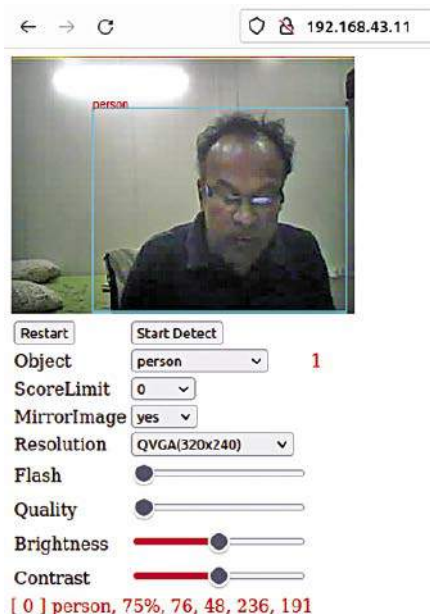 192.168.43.11
person
Restart Start Detect
Object person 1
ScoreLimit 0
MirrorImage yes
Resolution QVGA(320x240)
Flash
Quality
Brightness
Contrast
[ 0 ] person, 75%, 76, 48, 236, 191